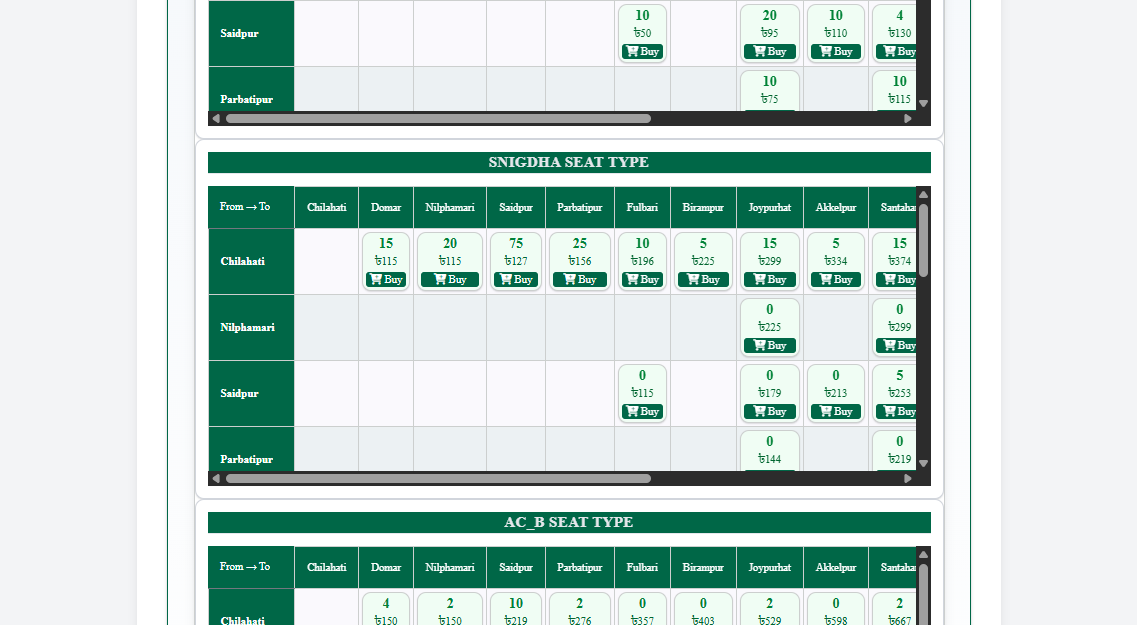 10 20 10 4
Saidpur ৳50 ৳95 ৳110 ৳130
Buy Buy Buy Buy
10 10
Parbatipur ৳75 ৳115
SNIGDHA SEAT TYPE
From → To Chilahati Domar Nilphamari Saidpur Parbatipur Fulbari Birampur Joypurhat Akkelpur Santahar
15 20 75 25 10 5 15 5 15
Chilahati ৳115 ৳115 ৳127 ৳156 ৳196 ৳225 ৳299 ৳334 ৳374
Buy Buy Buy Buy Buy Buy Buy Buy Buy
0 0
Nilphamari ৳225 ৳299
Buy Buy
0 0 0 5
Saidpur ৳115 ৳179 ৳213 ৳253
Buy Buy Buy Buy
0 0
Parbatipur ৳144 ৳219
AC_B SEAT TYPE
From → To Chilahati Domar Nilphamari Saidpur Parbatipur Fulbari Birampur Joypurhat Akkelpur Santahar
4 2 10 2 0 0 2 0 2
Chilahati ৳150 ৳150 ৳219 ৳276 ৳357 ৳403 ৳529 ৳598 ৳667